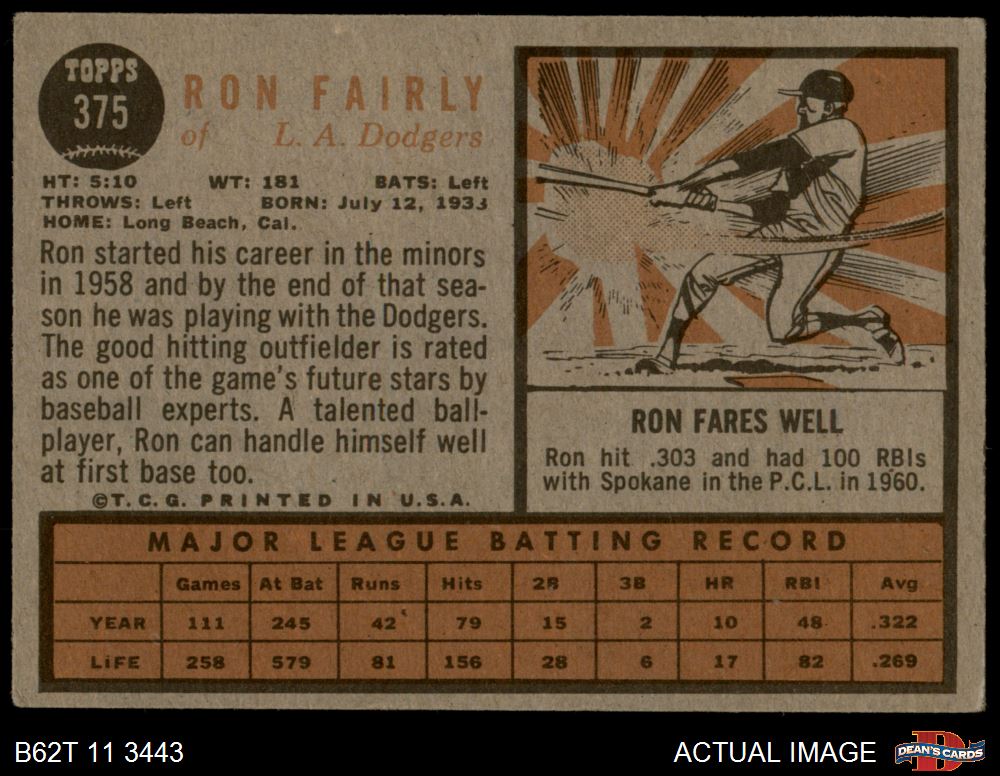 TOPPS
375
RON FAIRLY
of L. A. Dodgers
HT: 5:10 WT: 181 BATS: Left
THROWS: Left BORN: July 12, 1933
HOME: Long Beach, Cal.
Ron started his career in the minors
in 1958 and by the end of that sea-
son he was playing with the Dodgers.
The good hitting outfielder is rated
as one of the game's future stars by
baseball experts. A talented ball-
player, Ron can handle himself well
at first base too.
©T.C.G. PRINTED IN U.S.A.
RON FARES WELL
Ron hit .303 and had 100 RBIs
with Spokane in the P.C.L. in 1960.
MAJOR LEAGUE BATTING RECORD
Games At Bat Runs Hits 2B 3B HR RBI Avg
YEAR 111 245 42 79 15 2 10 48 .322
LIFE 258 579 81 156 28 6 17 82 .269
B62T 11 3443
ACTUAL IMAGE
DEAN'S CARDS